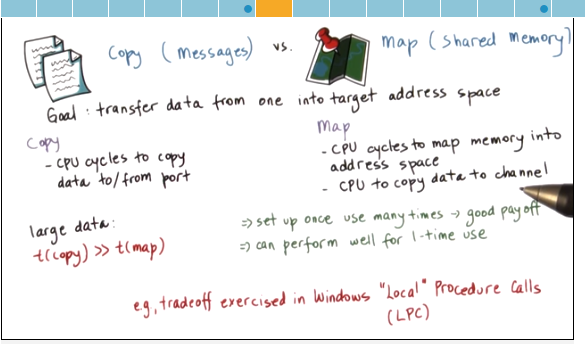 Copy (Messages) vs. Map (Shared Memory)
Goal : transfer data from one into target address space
Copy
- CPU cycles to copy
data to/from port
Map
- CPU cycles to map memory into
address space
- CPU to copy data to channel
large data:
t(copy) >> t(map)
⇒ set up once use many times → good payoff
⇒ can perform well for 1-time use
e.g, tradeoff exercised in Windows "Local" Procedure Calls
(LPC)